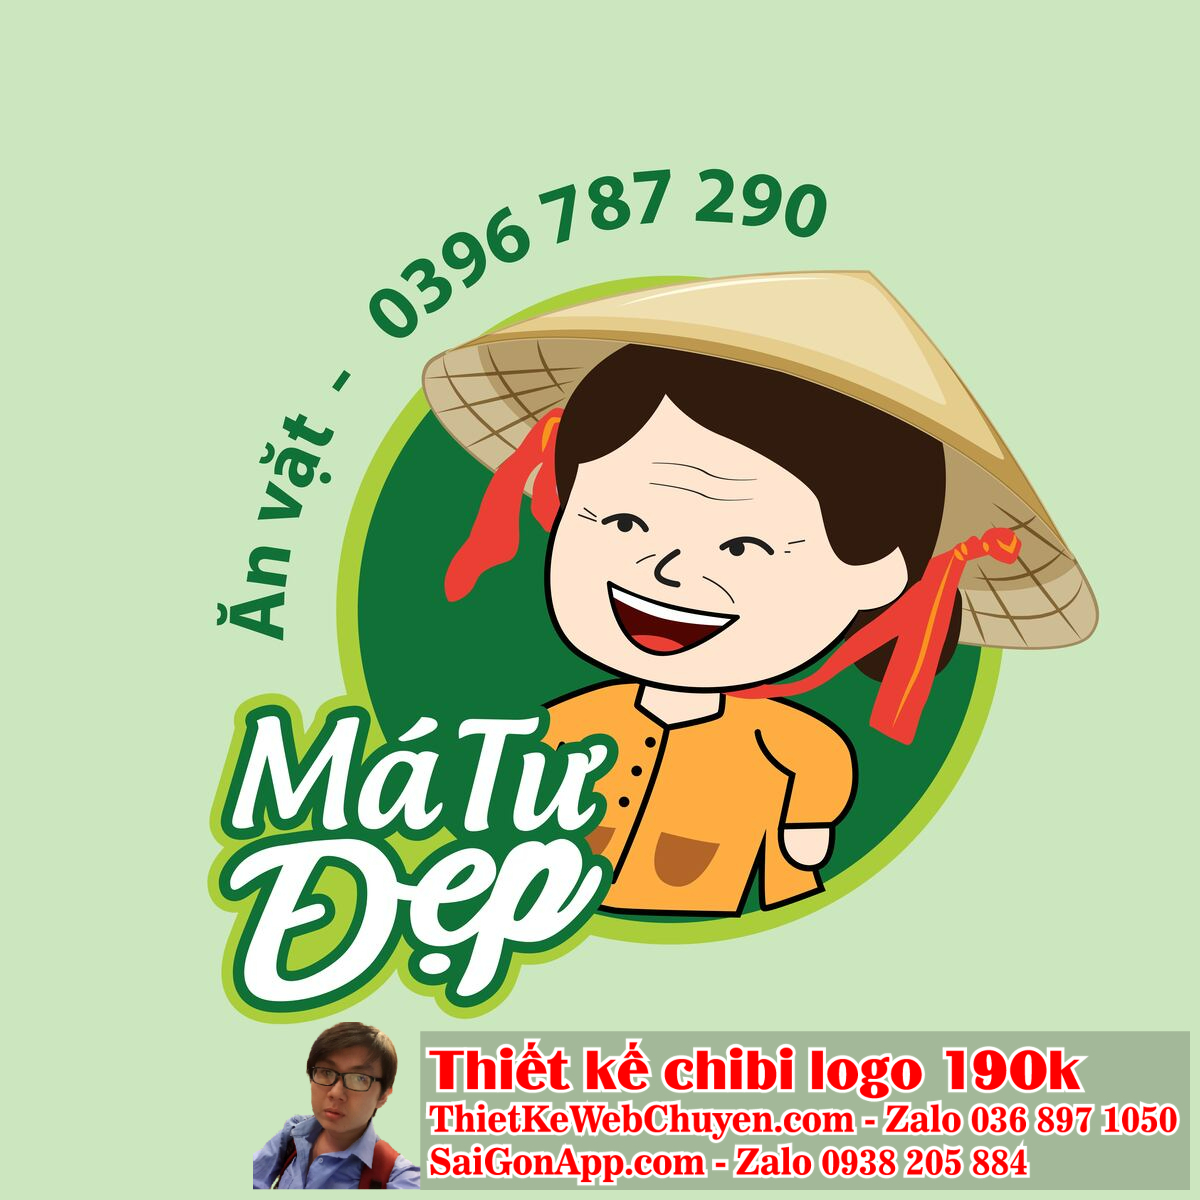 Ăn vặt - 0396 787 290
Má Tư
Đẹp
Thiết kế chibi logo 190k
ThietKeWebChuyen.com - Zalo 036 897 1050
SaiGonApp.com - Zalo 0938 205 884